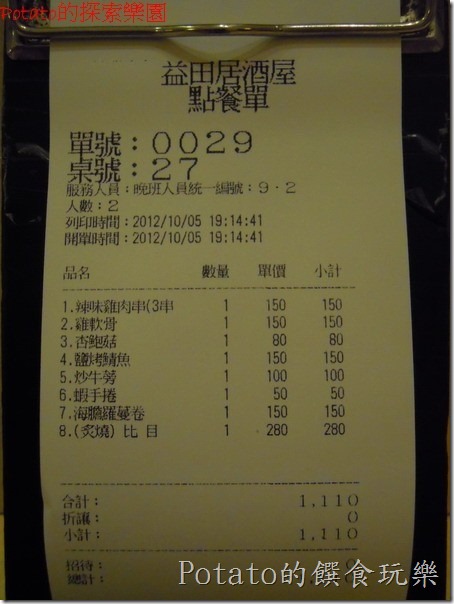 Potato的探索樂園
益田居酒屋
點餐單
單號：0029
桌號：27
服務人員：晚班人員統一編號：9．2
人數：2
列印時間：2012/10/05 19:14:41
開單時間：2012/10/05 19:14:41
品名 數量 單價 小計
1.辣味雞肉串(3串 1 150 150
2.雞軟骨 1 150 150
3.杏鮑菇 1 80 80
4.鹽烤鯖魚 1 150 150
5.炒牛蒡 1 100 100
6.蝦手捲 1 50 50
7.海膽羅蔓卷 1 150 150
8.(炙燒) 比 目 1 280 280
合計： 1,110
折讓： 0
小計： 1,110
招待：
總計：
Potato的饌食玩樂